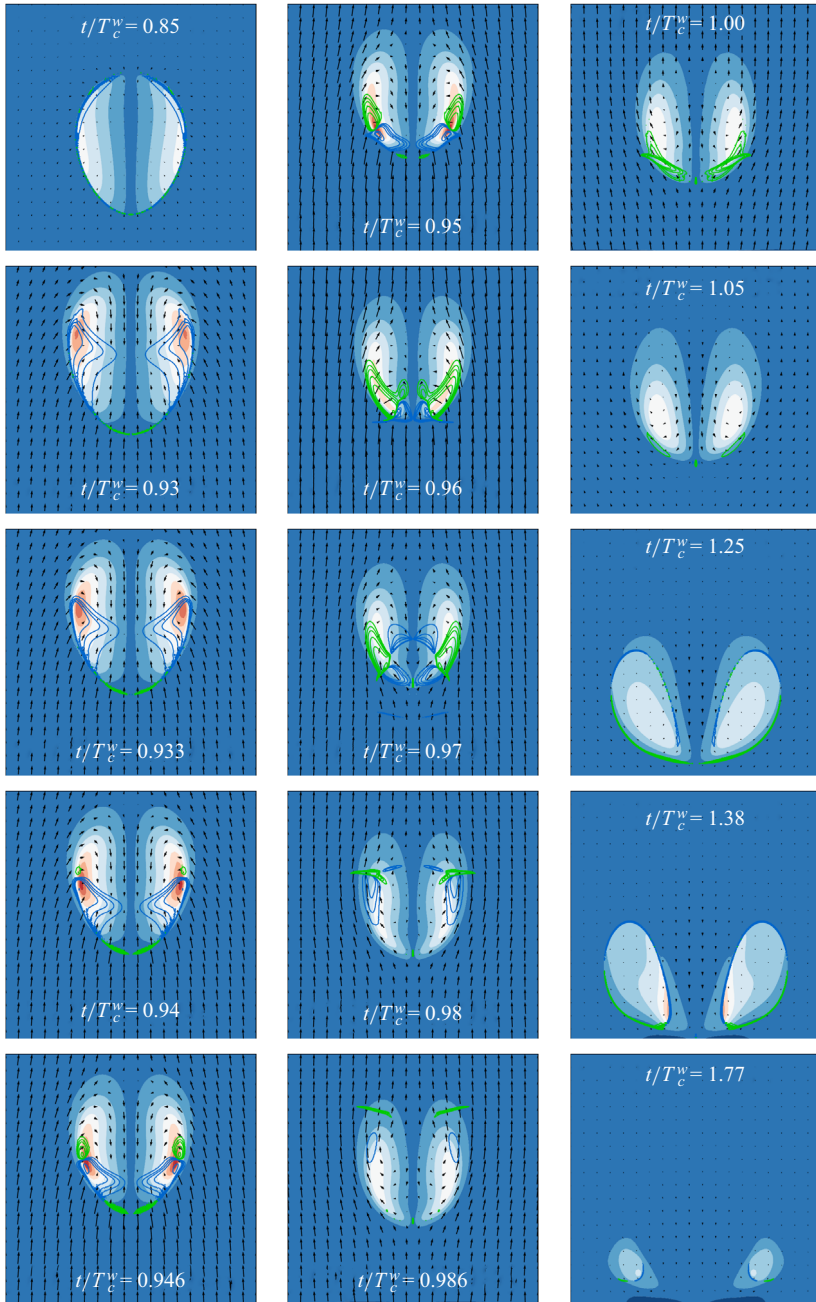 t/T_c^w = 0.85
t/T_c^w = 0.93
t/T_c^w = 0.933
t/T_c^w = 0.94
t/T_c^w = 0.946
t/T_c^w = 0.95
t/T_c^w = 0.96
t/T_c^w = 0.97
t/T_c^w = 0.98
t/T_c^w = 0.986
t/T_c^w = 1.00
t/T_c^w = 1.05
t/T_c^w = 1.25
t/T_c^w = 1.38
t/T_c^w = 1.77